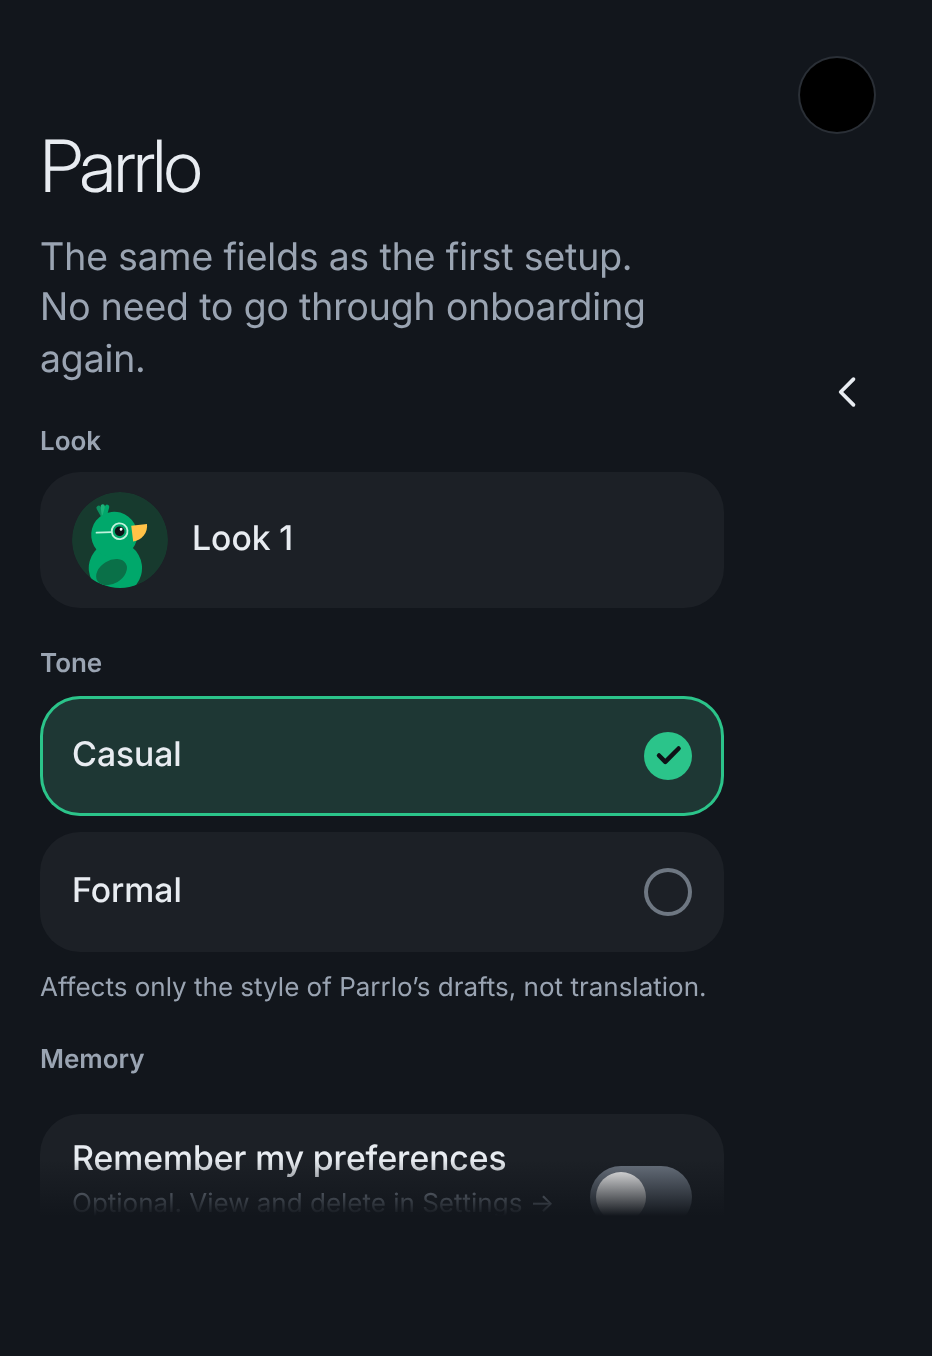 Parrlo
The same fields as the first setup.
No need to go through onboarding
again.
Look
Look 1
Tone
Casual
Formal
Affects only the style of Parrlo’s drafts, not translation.
Memory
Remember my preferences
Optional. View and delete in Settings →